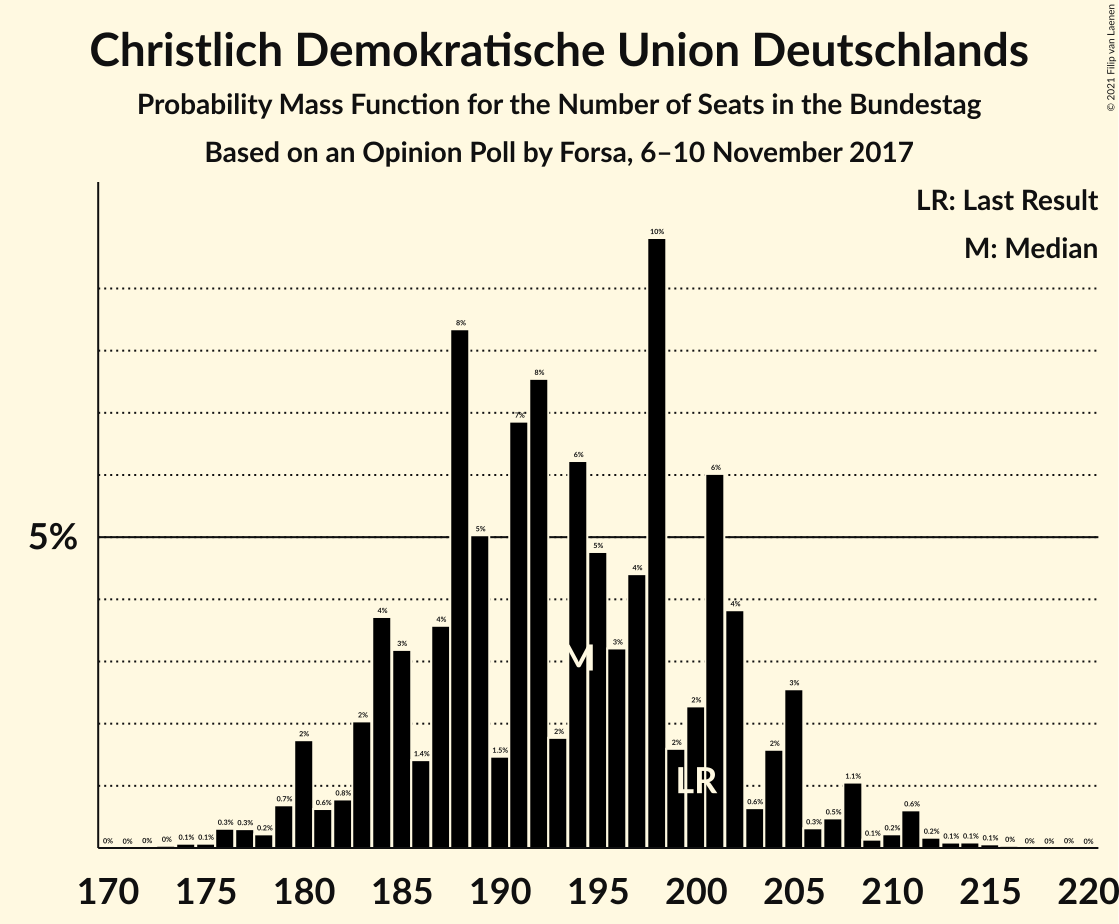 Christlich Demokratische Union Deutschlands
Probability Mass Function for the Number of Seats in the Bundestag
Based on an Opinion Poll by Forsa, 6–10 November 2017
© 2021 Filip van Laenen
LR: Last Result
M: Median
5%
0% 0% 0% 0% 0.1% 0.1% 0.3% 0.3% 0.2% 0.7% 2% 0.6% 0.8% 2% 4% 3% 1.4% 4% 8% 5% 1.5% 7% 8% 2% 6% 5% 3% 4% 10% 2% 2% 6% 4% 0.6% 2% 3% 0.3% 0.5% 1.1% 0.1% 0.2% 0.6% 0.2% 0.1% 0.1% 0.1% 0% 0% 0% 0% 0%
M
LR
170 175 180 185 190 195 200 205 210 215 220